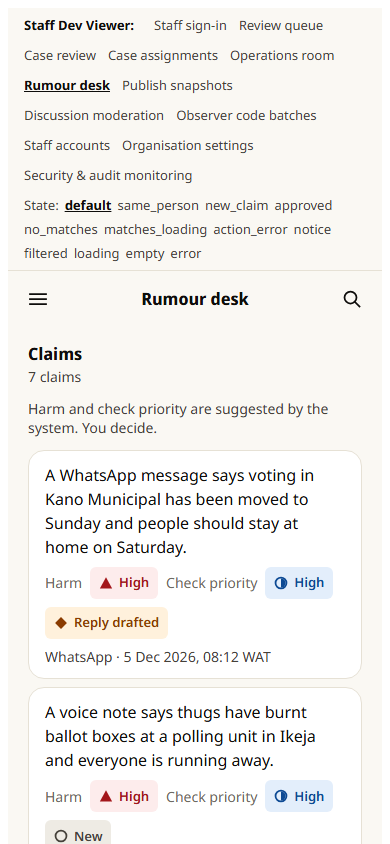 Staff Dev Viewer: Staff sign-in Review queue
Case review Case assignments Operations room
Rumour desk Publish snapshots
Discussion moderation Observer code batches
Staff accounts Organisation settings
Security & audit monitoring
State: default same_person new_claim approved
no_matches matches_loading action_error notice
filtered loading empty error
Rumour desk
Claims
7 claims
Harm and check priority are suggested by the
system. You decide.
A WhatsApp message says voting in
Kano Municipal has been moved to
Sunday and people should stay at
home on Saturday.
Harm High Check priority High
Reply drafted
WhatsApp · 5 Dec 2026, 08:12 WAT
A voice note says thugs have burnt
ballot boxes at a polling unit in Ikeja
and everyone is running away.
Harm High Check priority High
New